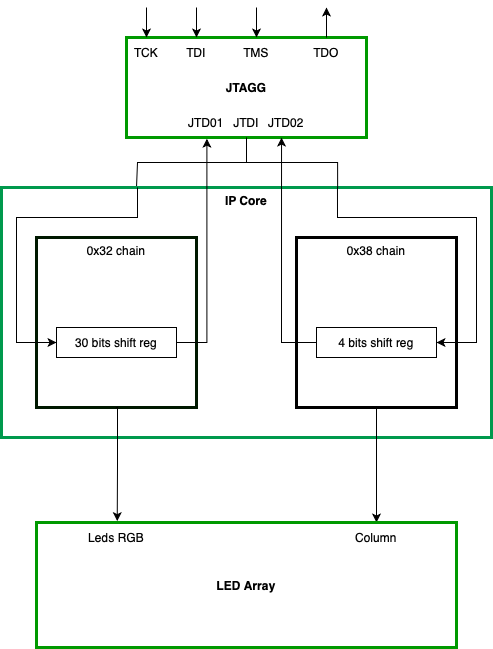 TCK TDI TMS TDO
JTAGG
JTD01 JTDI JTD02
IP Core
0x32 chain 0x38 chain
30 bits shift reg 4 bits shift reg
Leds RGB Column
LED Array